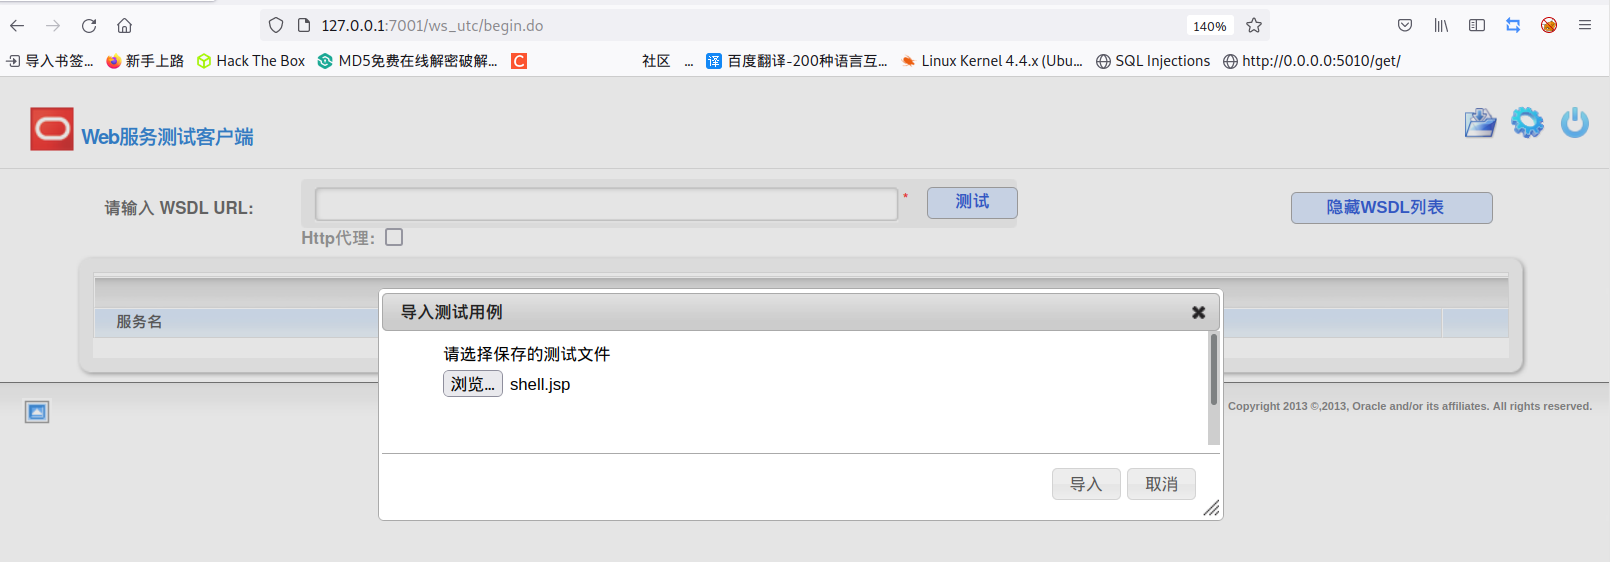 127.0.0.1:7001/ws_utc/begin.do 140%
导入书签... 新手上路 Hack The Box MD5免费在线解密破解... C 社区 ... 译 百度翻译-200种语言互... Linux Kernel 4.4.x (Ubu... SQL Injections http://0.0.0.0:5010/get/
Web服务测试客户端
请输入 WSDL URL: * 测试 隐藏WSDL列表
Http代理:
导入测试用例
服务名
请选择保存的测试文件
浏览... shell.jsp
Copyright 2013 ©,2013, Oracle and/or its affiliates. All rights reserved.
导入 取消